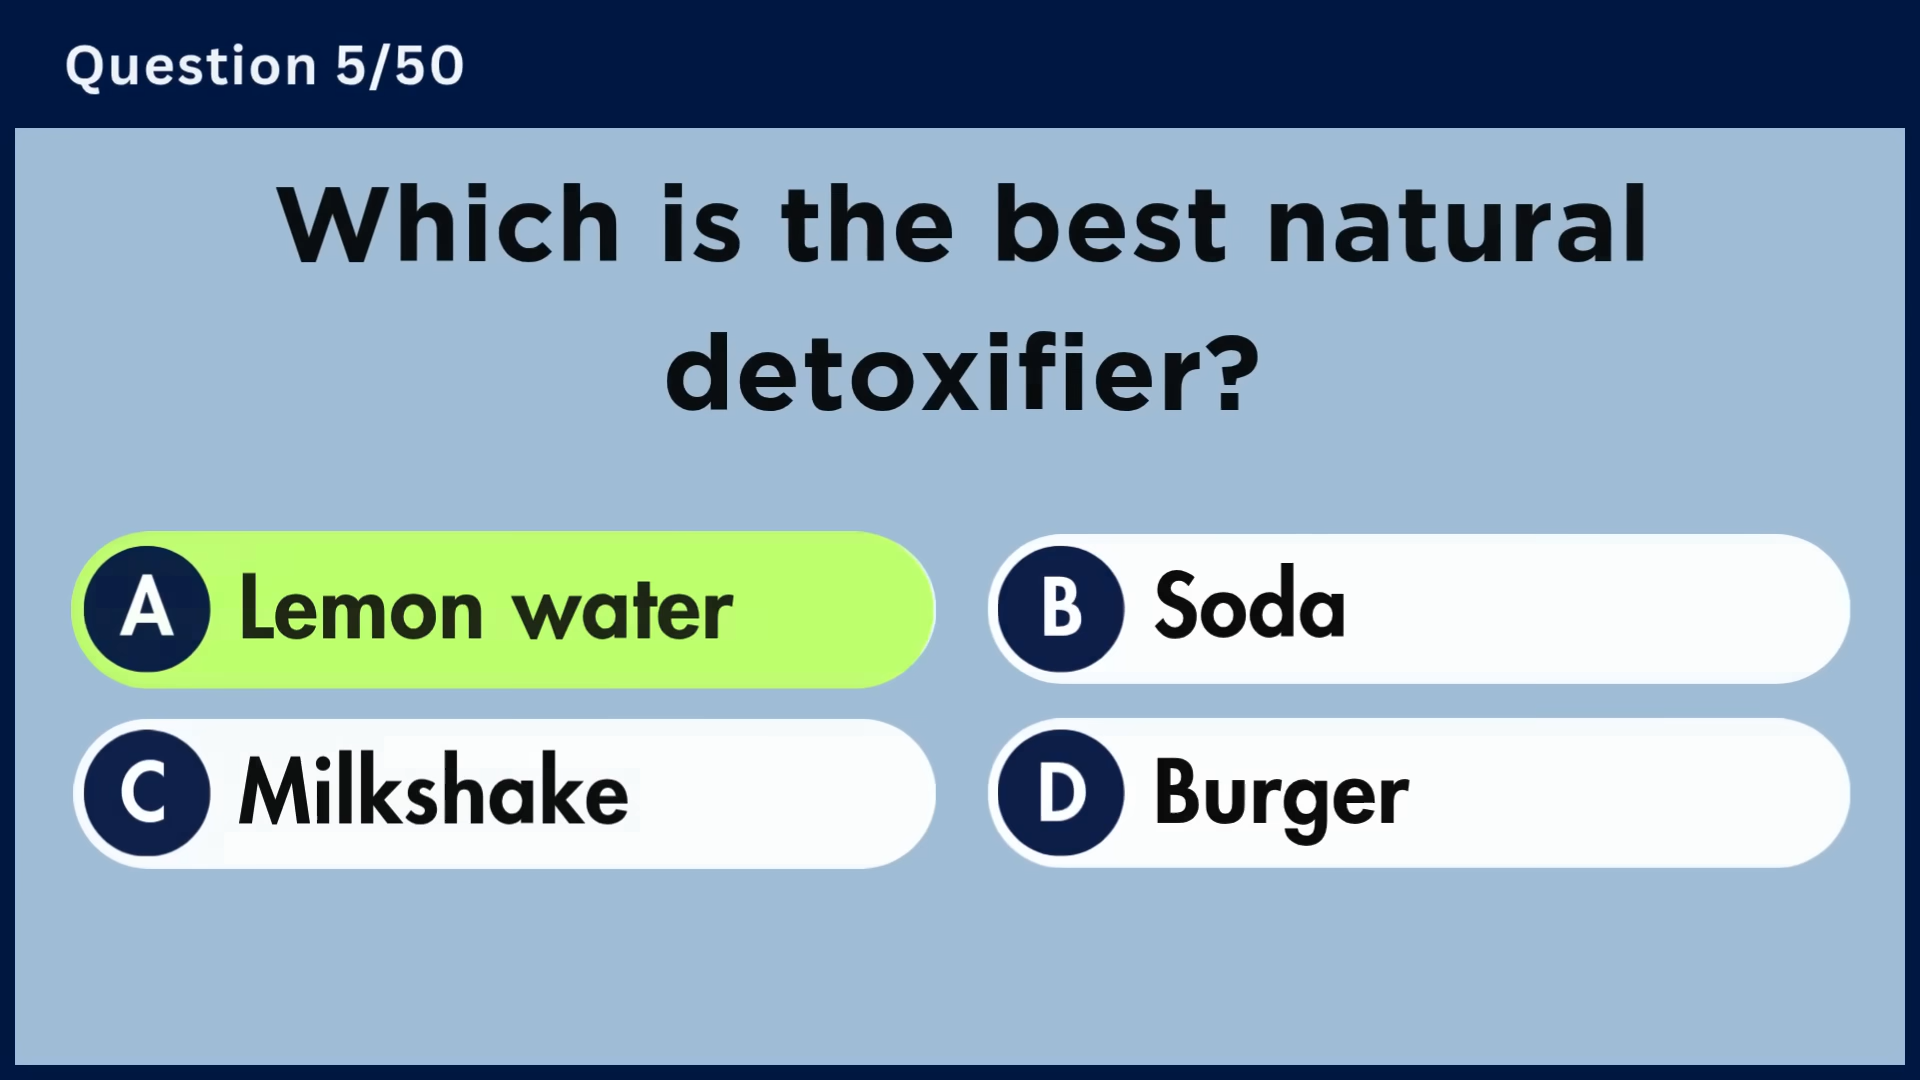 Question 5/50
Which is the best natural
detoxifier?
A Lemon water
B Soda
C Milkshake
D Burger